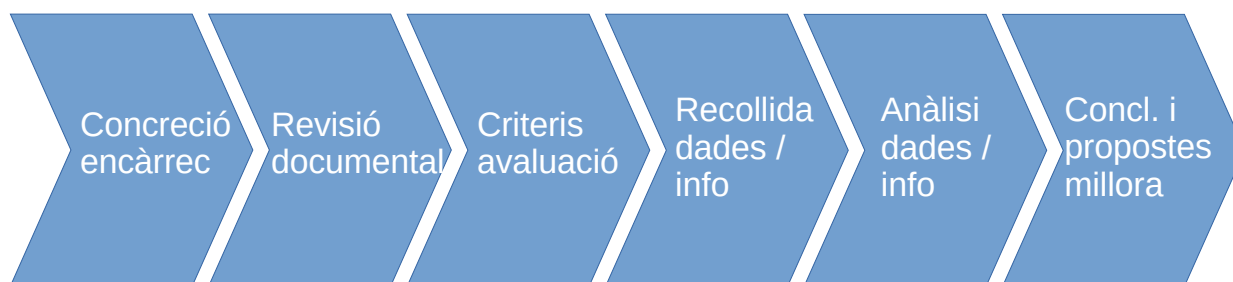 Concreció
encàrrec
Revisió
documental
Criteris
avaluació
Recollida
dades /
info
Anàlisi
dades /
info
Concl. i
propostes
millora